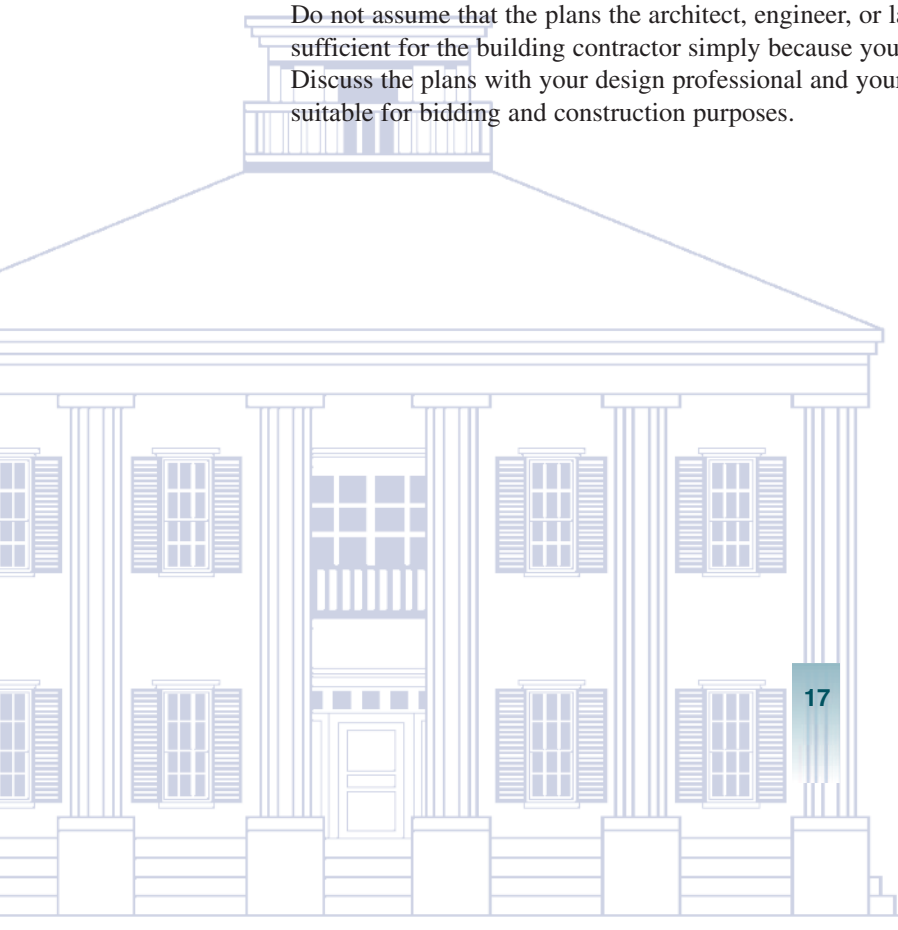 Do not assume that the plans the architect, engineer, or
sufficient for the building contractor simply because you
Discuss the plans with your design professional and your
suitable for bidding and construction purposes.
17